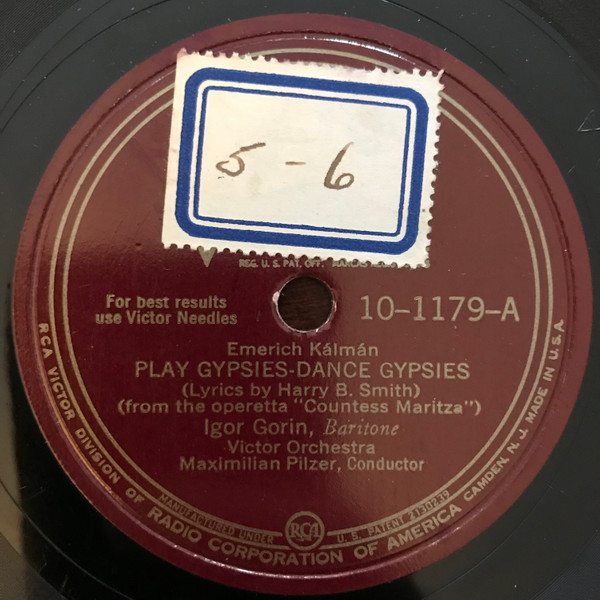 5 - 6
REG. U. S. PAT. OFF.
For best results
use Victor Needles
10-1179-A
Emerich Kálmán
PLAY GYPSIES-DANCE GYPSIES
(Lyrics by Harry B. Smith)
(from the operetta "Countess Maritza")
Igor Gorin, Baritone
Victor Orchestra
Maximilian Pilzer, Conductor
MANUFACTURED UNDER RCA U. S. PATENT 2130239
RCA VICTOR DIVISION OF RADIO CORPORATION OF AMERICA CAMDEN, N. J. MADE IN U.S.A.